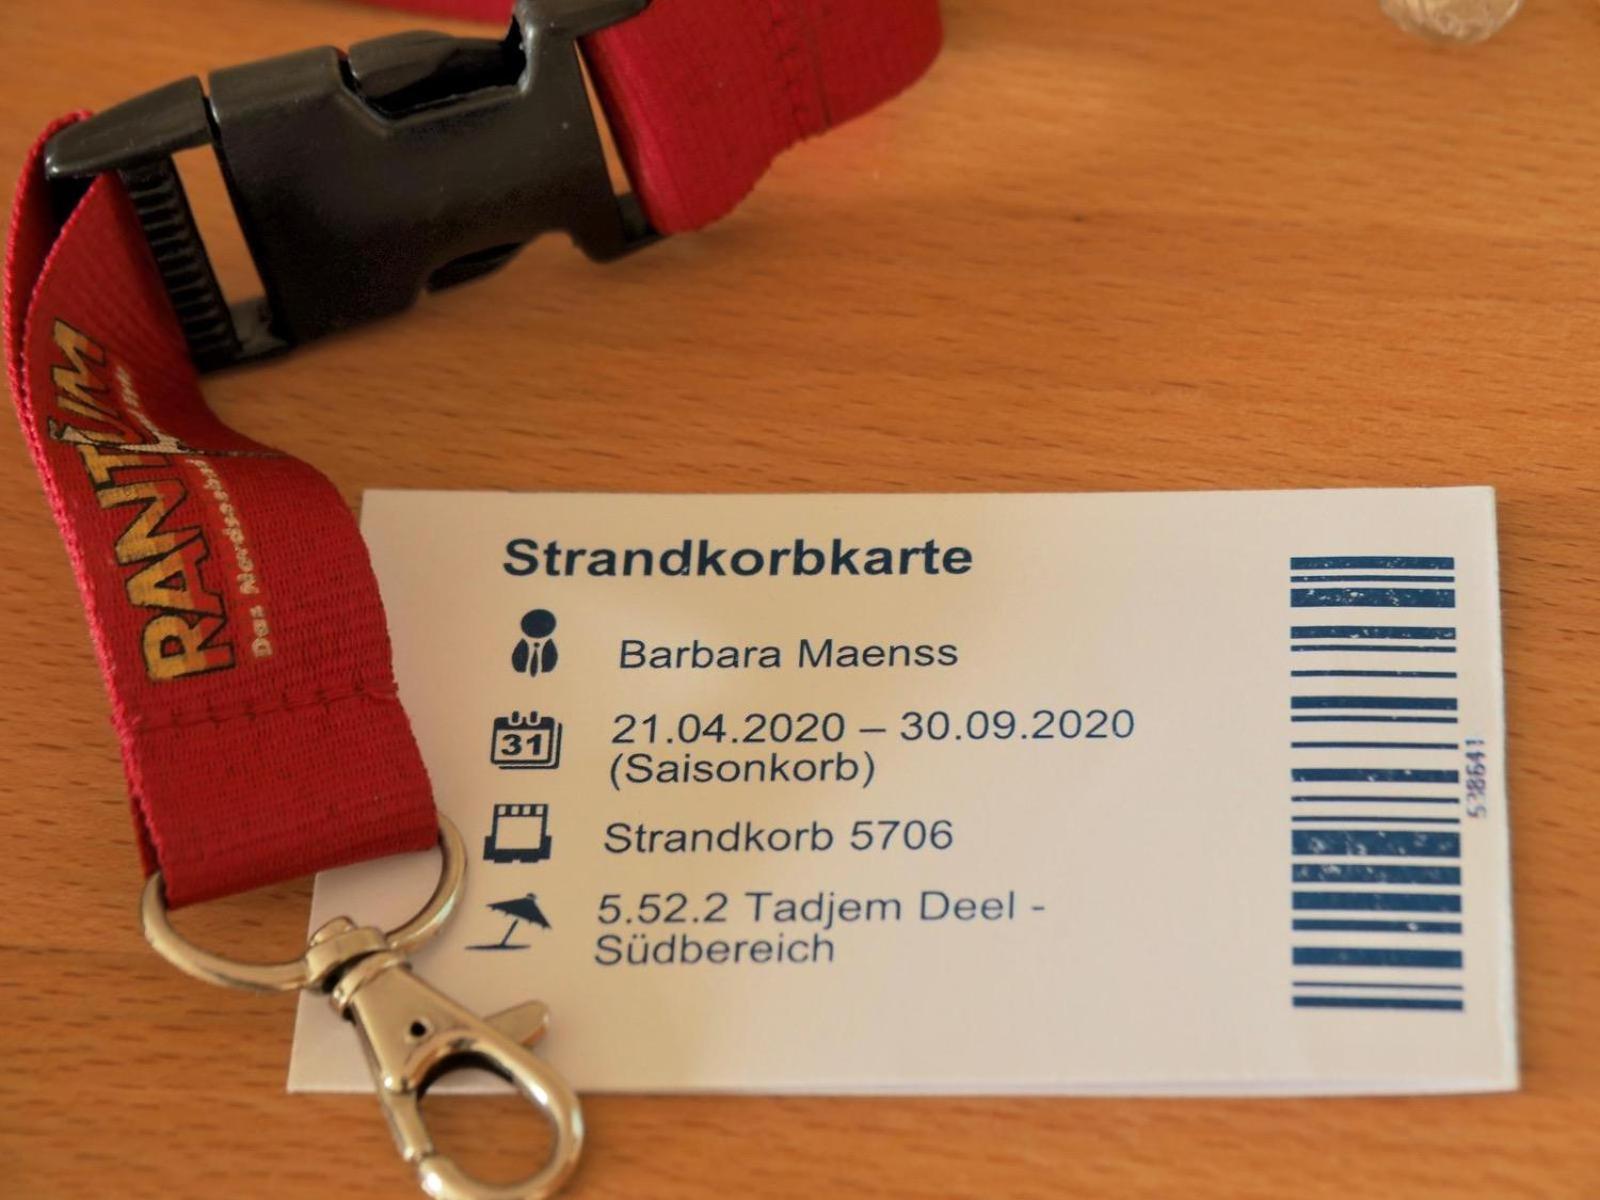 RANTUM
Das Nordseebad
Strandkorbkarte
Barbara Maenss
31
21.04.2020 – 30.09.2020
(Saisonkorb)
Strandkorb 5706
5.52.2 Tadjem Deel -
Südbereich